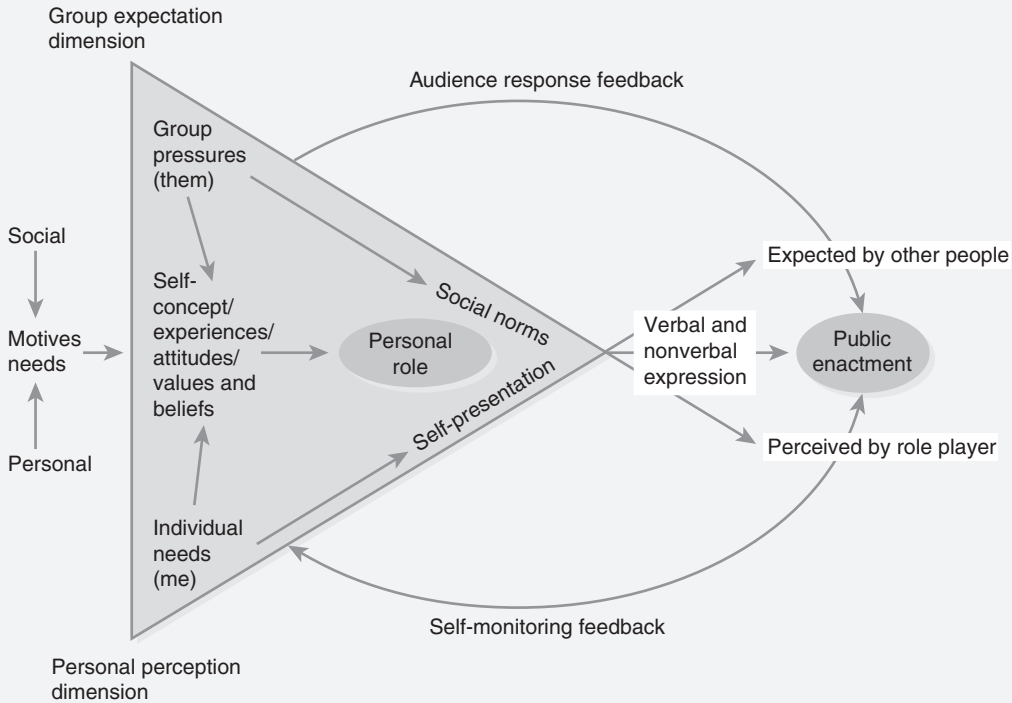 Group expectation
dimension
Audience response feedback
Group
pressures
(them)
Social
Motives
needs
Personal
Self-
concept/
experiences/
attitudes/
values and
beliefs
Personal
role
Social norms
Self-presentation
Individual
needs
(me)
Expected by other people
Verbal and
nonverbal
expression
Public
enactment
Perceived by role player
Self-monitoring feedback
Personal perception
dimension